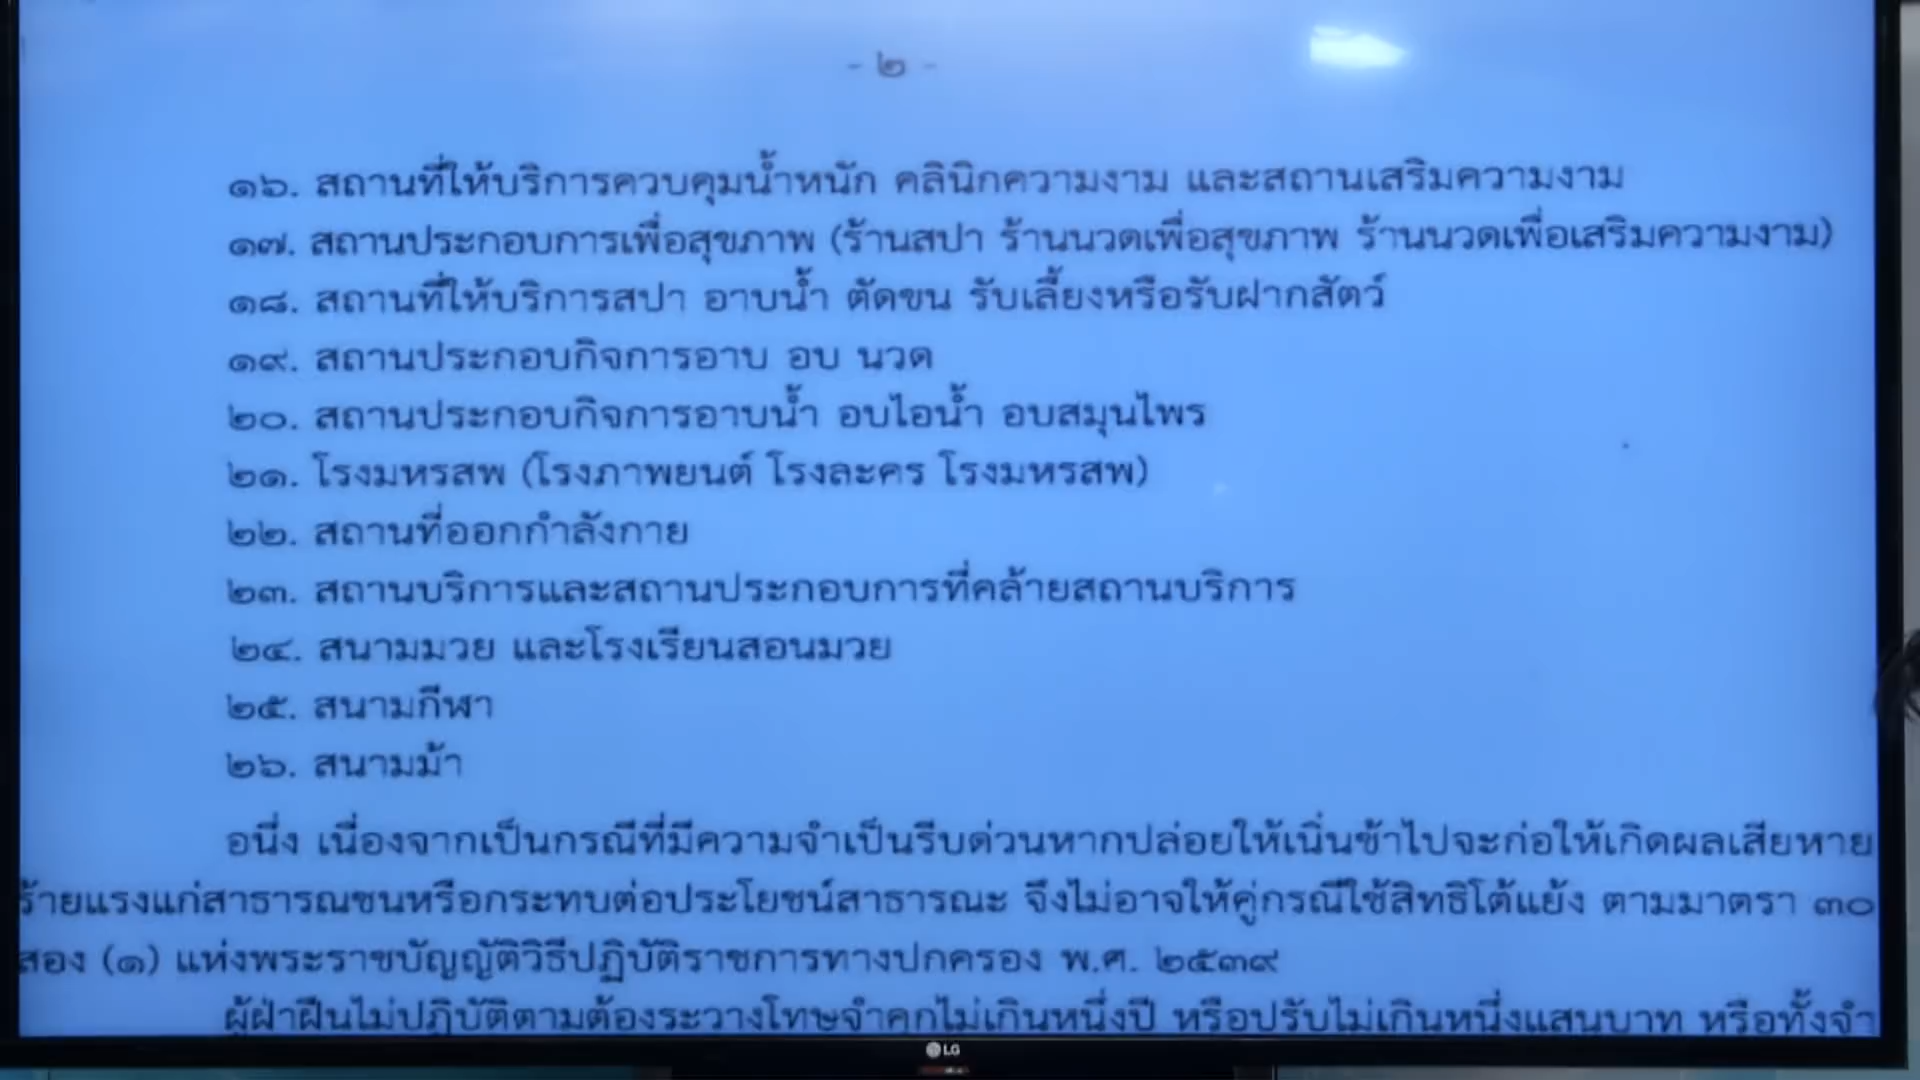 - ๒ -
๑๖. สถานที่ให้บริการควบคุมน้ำหนัก คลินิกความงาม และสถานเสริมความงาม
๑๗. สถานประกอบการเพื่อสุขภาพ (ร้านสปา ร้านนวดเพื่อสุขภาพ ร้านนวดเพื่อเสริมความงาม)
๑๘. สถานที่ให้บริการสปา อาบน้ำ ตัดขน รับเลี้ยงหรือรับฝากสัตว์
๑๙. สถานประกอบกิจการอาบ อบ นวด
๒๐. สถานประกอบกิจการอาบน้ำ อบไอน้ำ อบสมุนไพร
๒๑. โรงมหรสพ (โรงภาพยนต์ โรงละคร โรงมหรสพ)
๒๒. สถานที่ออกกำลังกาย
๒๓. สถานบริการและสถานประกอบการที่คล้ายสถานบริการ
๒๔. สนามมวย และโรงเรียนสอนมวย
๒๕. สนามกีฬา
๒๖. สนามม้า
อนึ่ง เนื่องจากเป็นกรณีที่มีความจำเป็นรีบด่วนหากปล่อยให้เนิ่นช้าไปจะก่อให้เกิดผลเสียหาย
ร้ายแรงแก่สาธารณชนหรือกระทบต่อประโยชน์สาธารณะ จึงไม่อาจให้คู่กรณีใช้สิทธิโต้แย้ง ตามมาตรา ๓๐
สอง (๑) แห่งพระราชบัญญัติวิธีปฏิบัติราชการทางปกครอง พ.ศ. ๒๕๓๙
ผู้ฝ่าฝืนไม่ปฏิบัติตามต้องระวางโทษจำคุกไม่เกินหนึ่งปี หรือปรับไม่เกินหนึ่งแสนบาท หรือทั้งจำ
LG